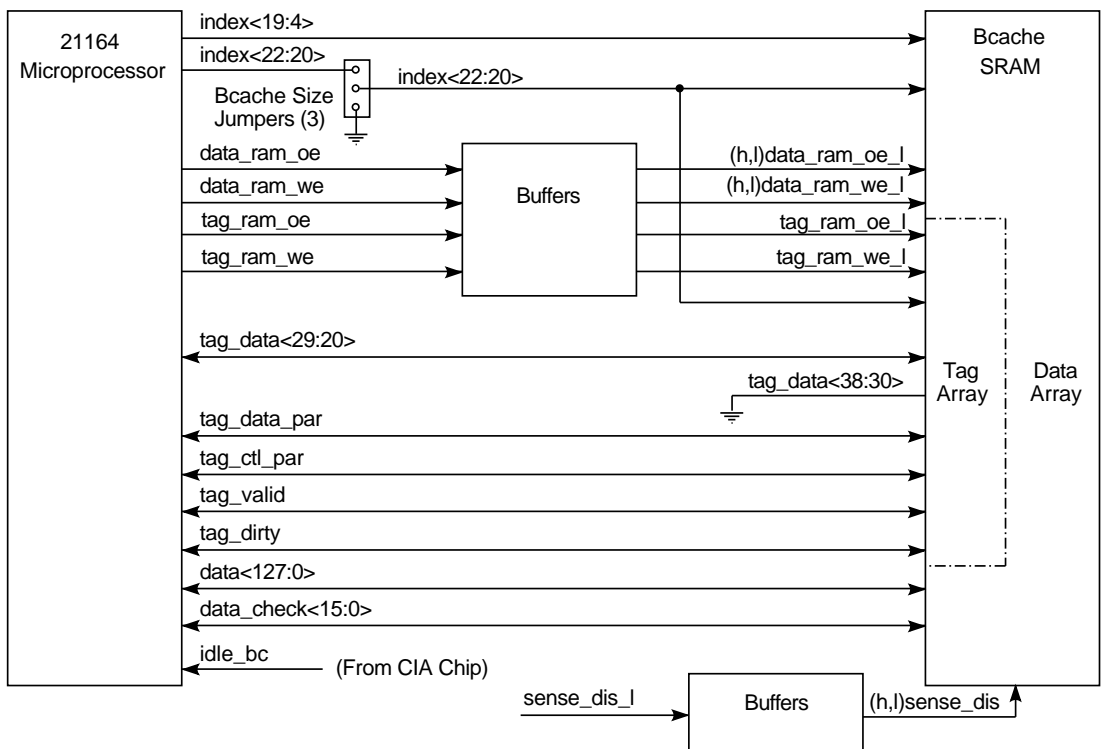 21164
Microprocessor
Bcache
SRAM
index<19:4>
index<22:20>
index<22:20>
Bcache Size
Jumpers (3)
data_ram_oe
(h,l)data_ram_oe_l
data_ram_we
(h,l)data_ram_we_l
Buffers
tag_ram_oe
tag_ram_oe_l
tag_ram_we
tag_ram_we_l
tag_data<29:20>
tag_data<38:30>
Tag
Array
Data
Array
tag_data_par
tag_ctl_par
tag_valid
tag_dirty
data<127:0>
data_check<15:0>
idle_bc
(From CIA Chip)
sense_dis_l
Buffers
(h,l)sense_dis